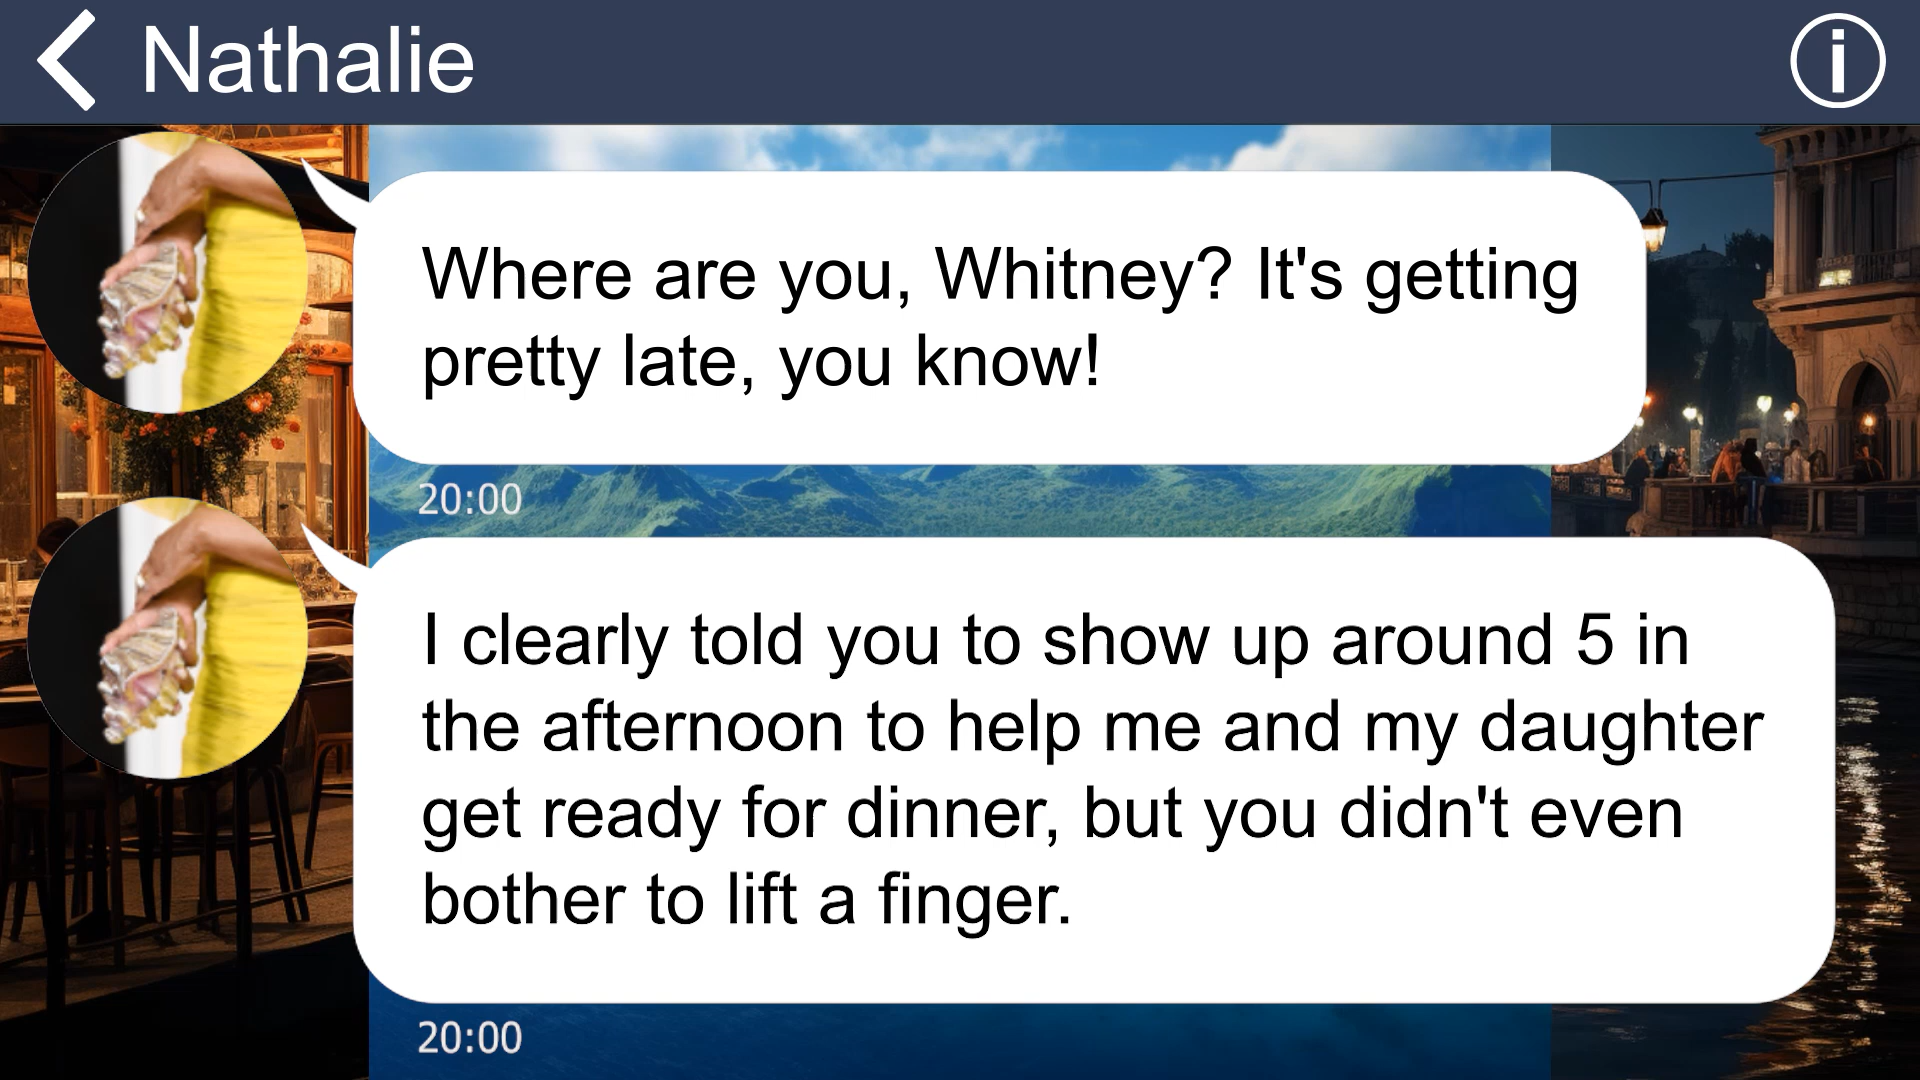 Nathalie
Where are you, Whitney? It's getting
pretty late, you know!
20:00
I clearly told you to show up around 5 in
the afternoon to help me and my daughter
get ready for dinner, but you didn't even
bother to lift a finger.
20:00